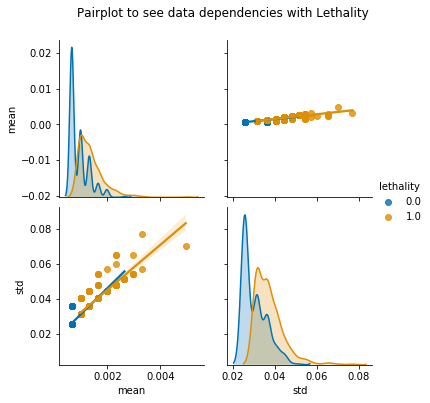 Pairplot to see data dependencies with Lethality
0.02
0.01
0.00
−0.01
−0.02
mean
lethality
0.0
1.0
0.08
0.06
0.04
0.02
std
0.002 0.004
mean
0.02 0.04 0.06 0.08
std